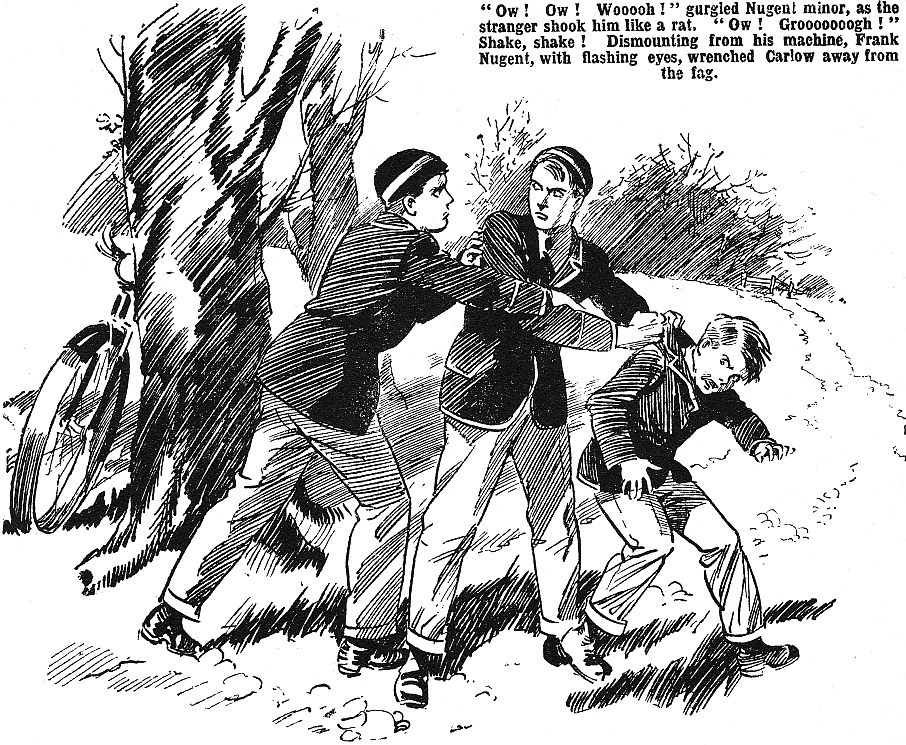 " Ow ! Ow ! Wooooh ! " gurgled Nugent minor, as the
stranger shook him like a rat. " Ow ! Grooooooogh ! "
Shake, shake ! Dismounting from his machine, Frank
Nugent, with flashing eyes, wrenched Carlow away from
the fag.